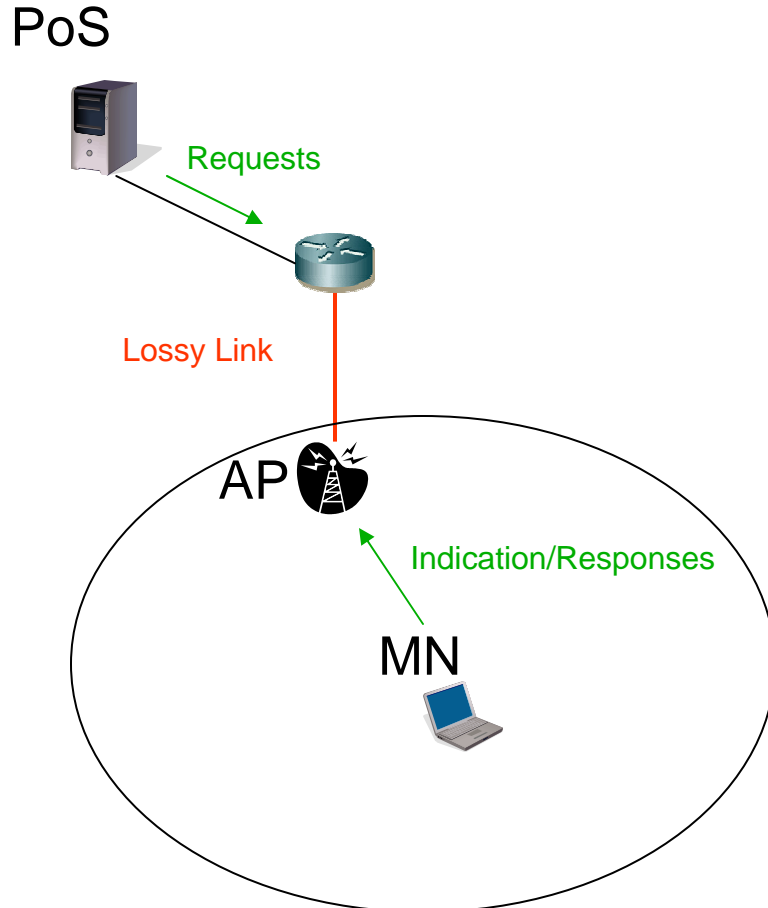 PoS
Requests
Lossy Link
AP
Indication/Responses
MN